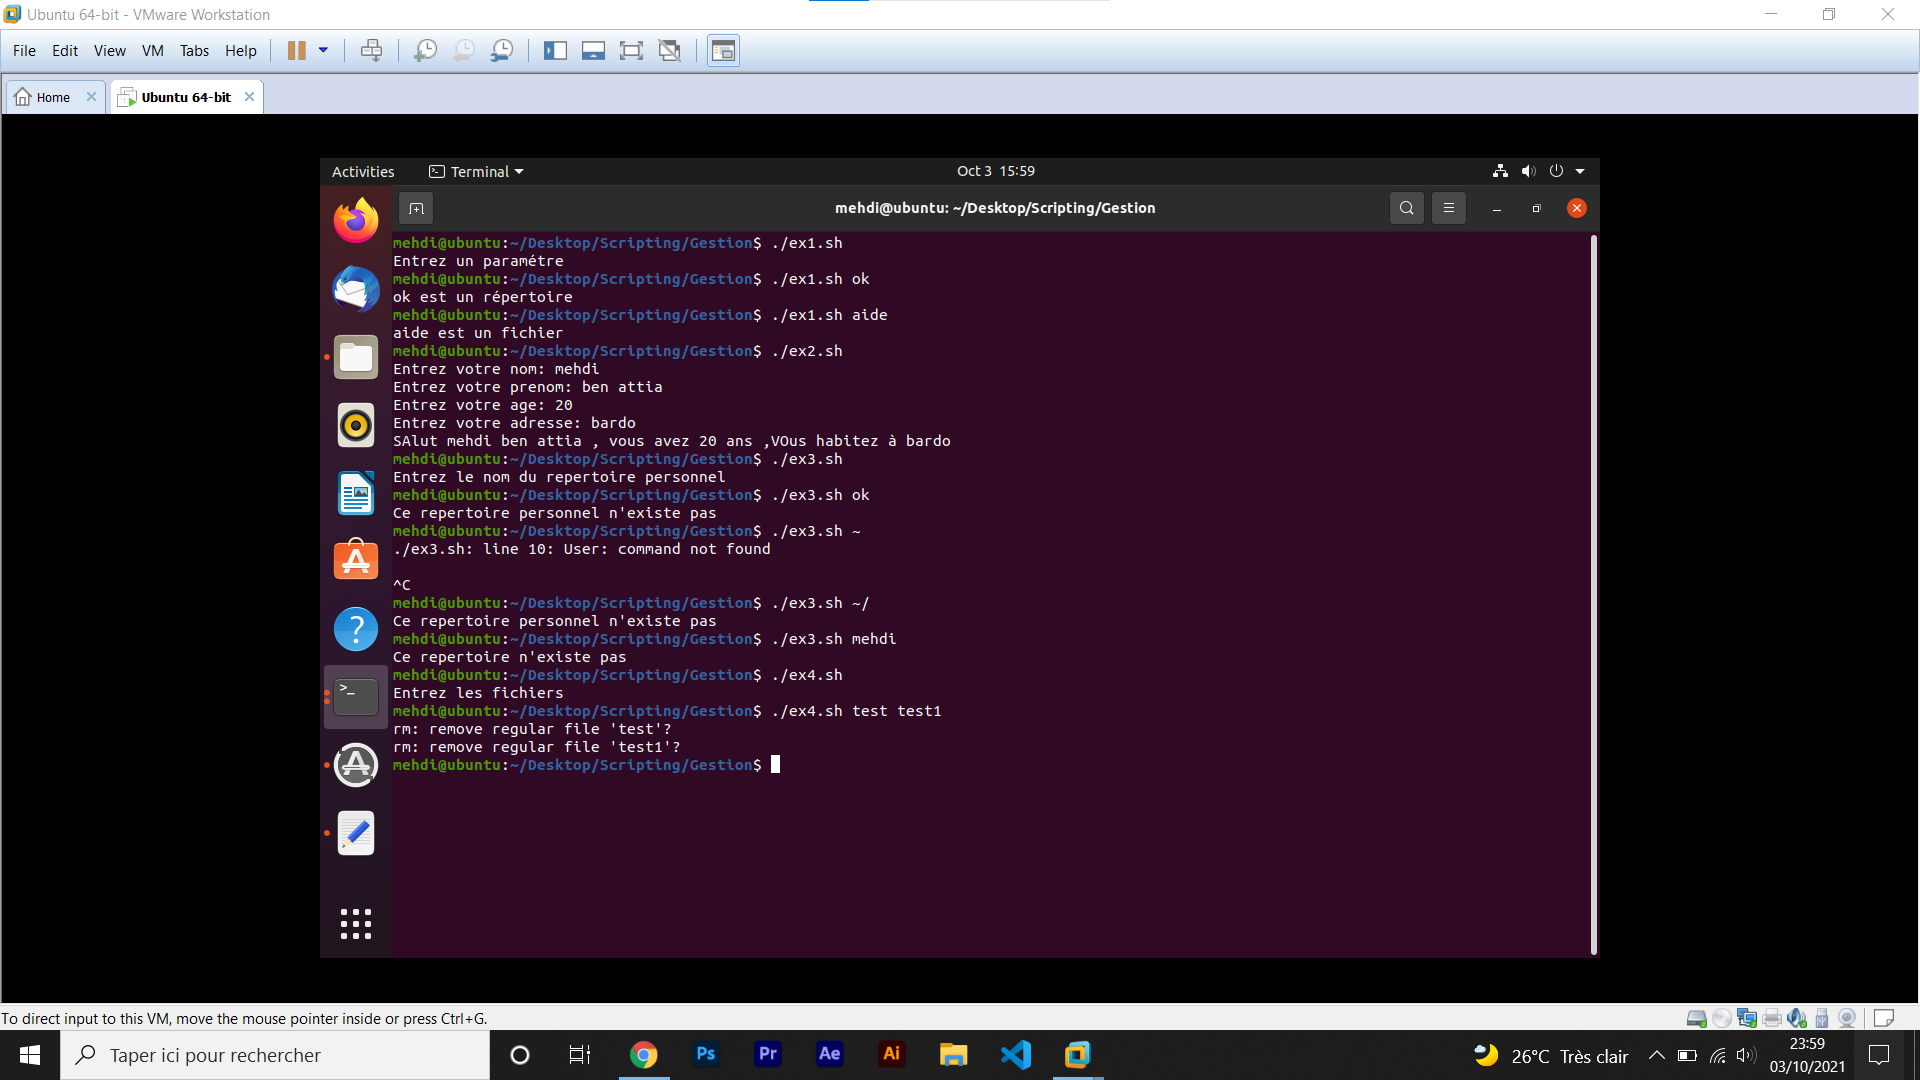 Ubuntu 64-bit - VMware Workstation
File Edit View VM Tabs Help
Home Ubuntu 64-bit
Activities Terminal Oct 3 15:59
mehdi@ubuntu: ~/Desktop/Scripting/Gestion
mehdi@ubuntu:~/Desktop/Scripting/Gestion$ ./ex1.sh
Entrez un paramétre
mehdi@ubuntu:~/Desktop/Scripting/Gestion$ ./ex1.sh ok
ok est un répertoire
mehdi@ubuntu:~/Desktop/Scripting/Gestion$ ./ex1.sh aide
aide est un fichier
mehdi@ubuntu:~/Desktop/Scripting/Gestion$ ./ex2.sh
Entrez votre nom: mehdi
Entrez votre prenom: ben attia
Entrez votre age: 20
Entrez votre adresse: bardo
SAlut mehdi ben attia , vous avez 20 ans ,VOus habitez à bardo
mehdi@ubuntu:~/Desktop/Scripting/Gestion$ ./ex3.sh
Entrez le nom du repertoire personnel
mehdi@ubuntu:~/Desktop/Scripting/Gestion$ ./ex3.sh ok
Ce repertoire personnel n'existe pas
mehdi@ubuntu:~/Desktop/Scripting/Gestion$ ./ex3.sh ~
./ex3.sh: line 10: User: command not found
^C
mehdi@ubuntu:~/Desktop/Scripting/Gestion$ ./ex3.sh ~/
Ce repertoire personnel n'existe pas
mehdi@ubuntu:~/Desktop/Scripting/Gestion$ ./ex3.sh mehdi
Ce repertoire n'existe pas
mehdi@ubuntu:~/Desktop/Scripting/Gestion$ ./ex4.sh
Entrez les fichiers
mehdi@ubuntu:~/Desktop/Scripting/Gestion$ ./ex4.sh test test1
rm: remove regular file 'test'?
rm: remove regular file 'test1'?
mehdi@ubuntu:~/Desktop/Scripting/Gestion$
To direct input to this VM, move the mouse pointer inside or press Ctrl+G.
Taper ici pour rechercher
Ps Pr Ae Ai
26°C Très clair
23:59
03/10/2021